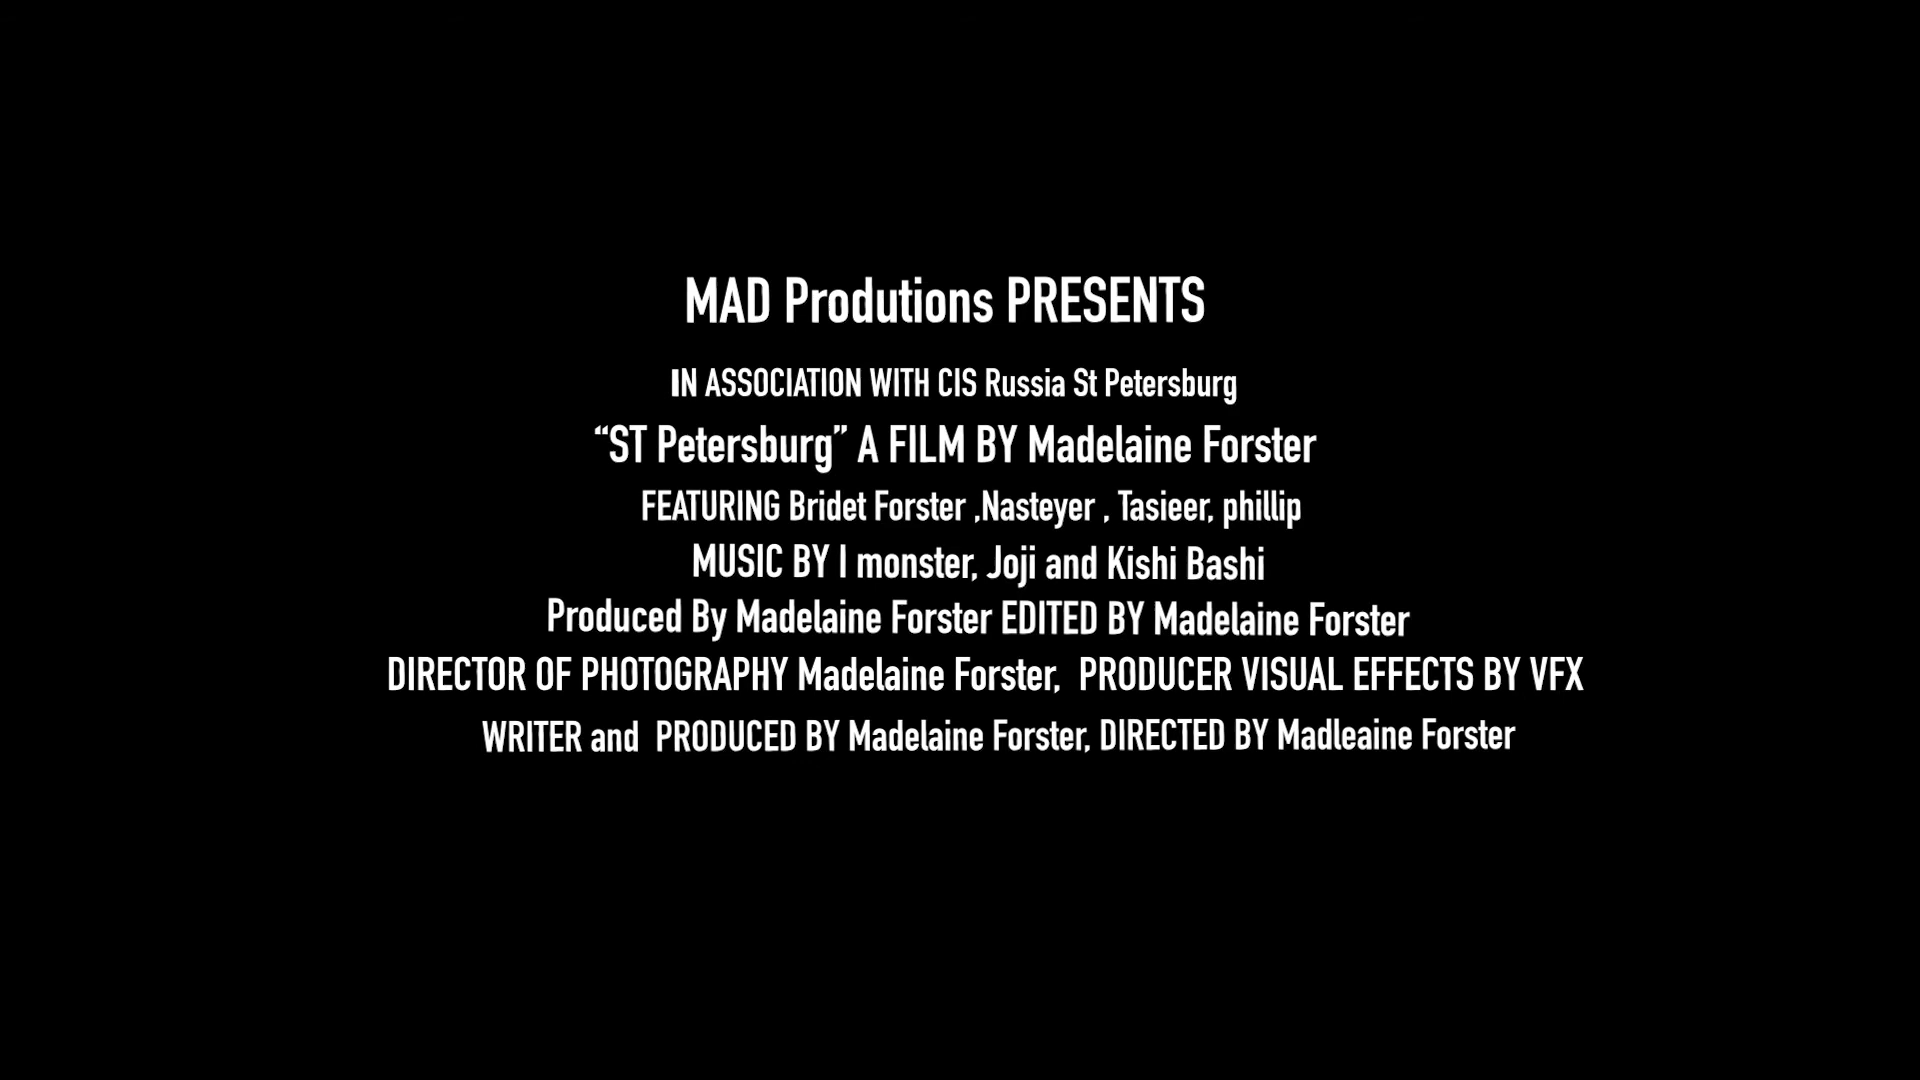 MAD Produtions PRESENTS
IN ASSOCIATION WITH CIS Russia St Petersburg
“ST Petersburg” A FILM BY Madelaine Forster
FEATURING Bridet Forster ,Nasteyer , Tasieer, phillip
MUSIC BY I monster, Joji and Kishi Bashi
Produced By Madelaine Forster EDITED BY Madelaine Forster
DIRECTOR OF PHOTOGRAPHY Madelaine Forster, PRODUCER VISUAL EFFECTS BY VFX
WRITER and PRODUCED BY Madelaine Forster, DIRECTED BY Madleaine Forster